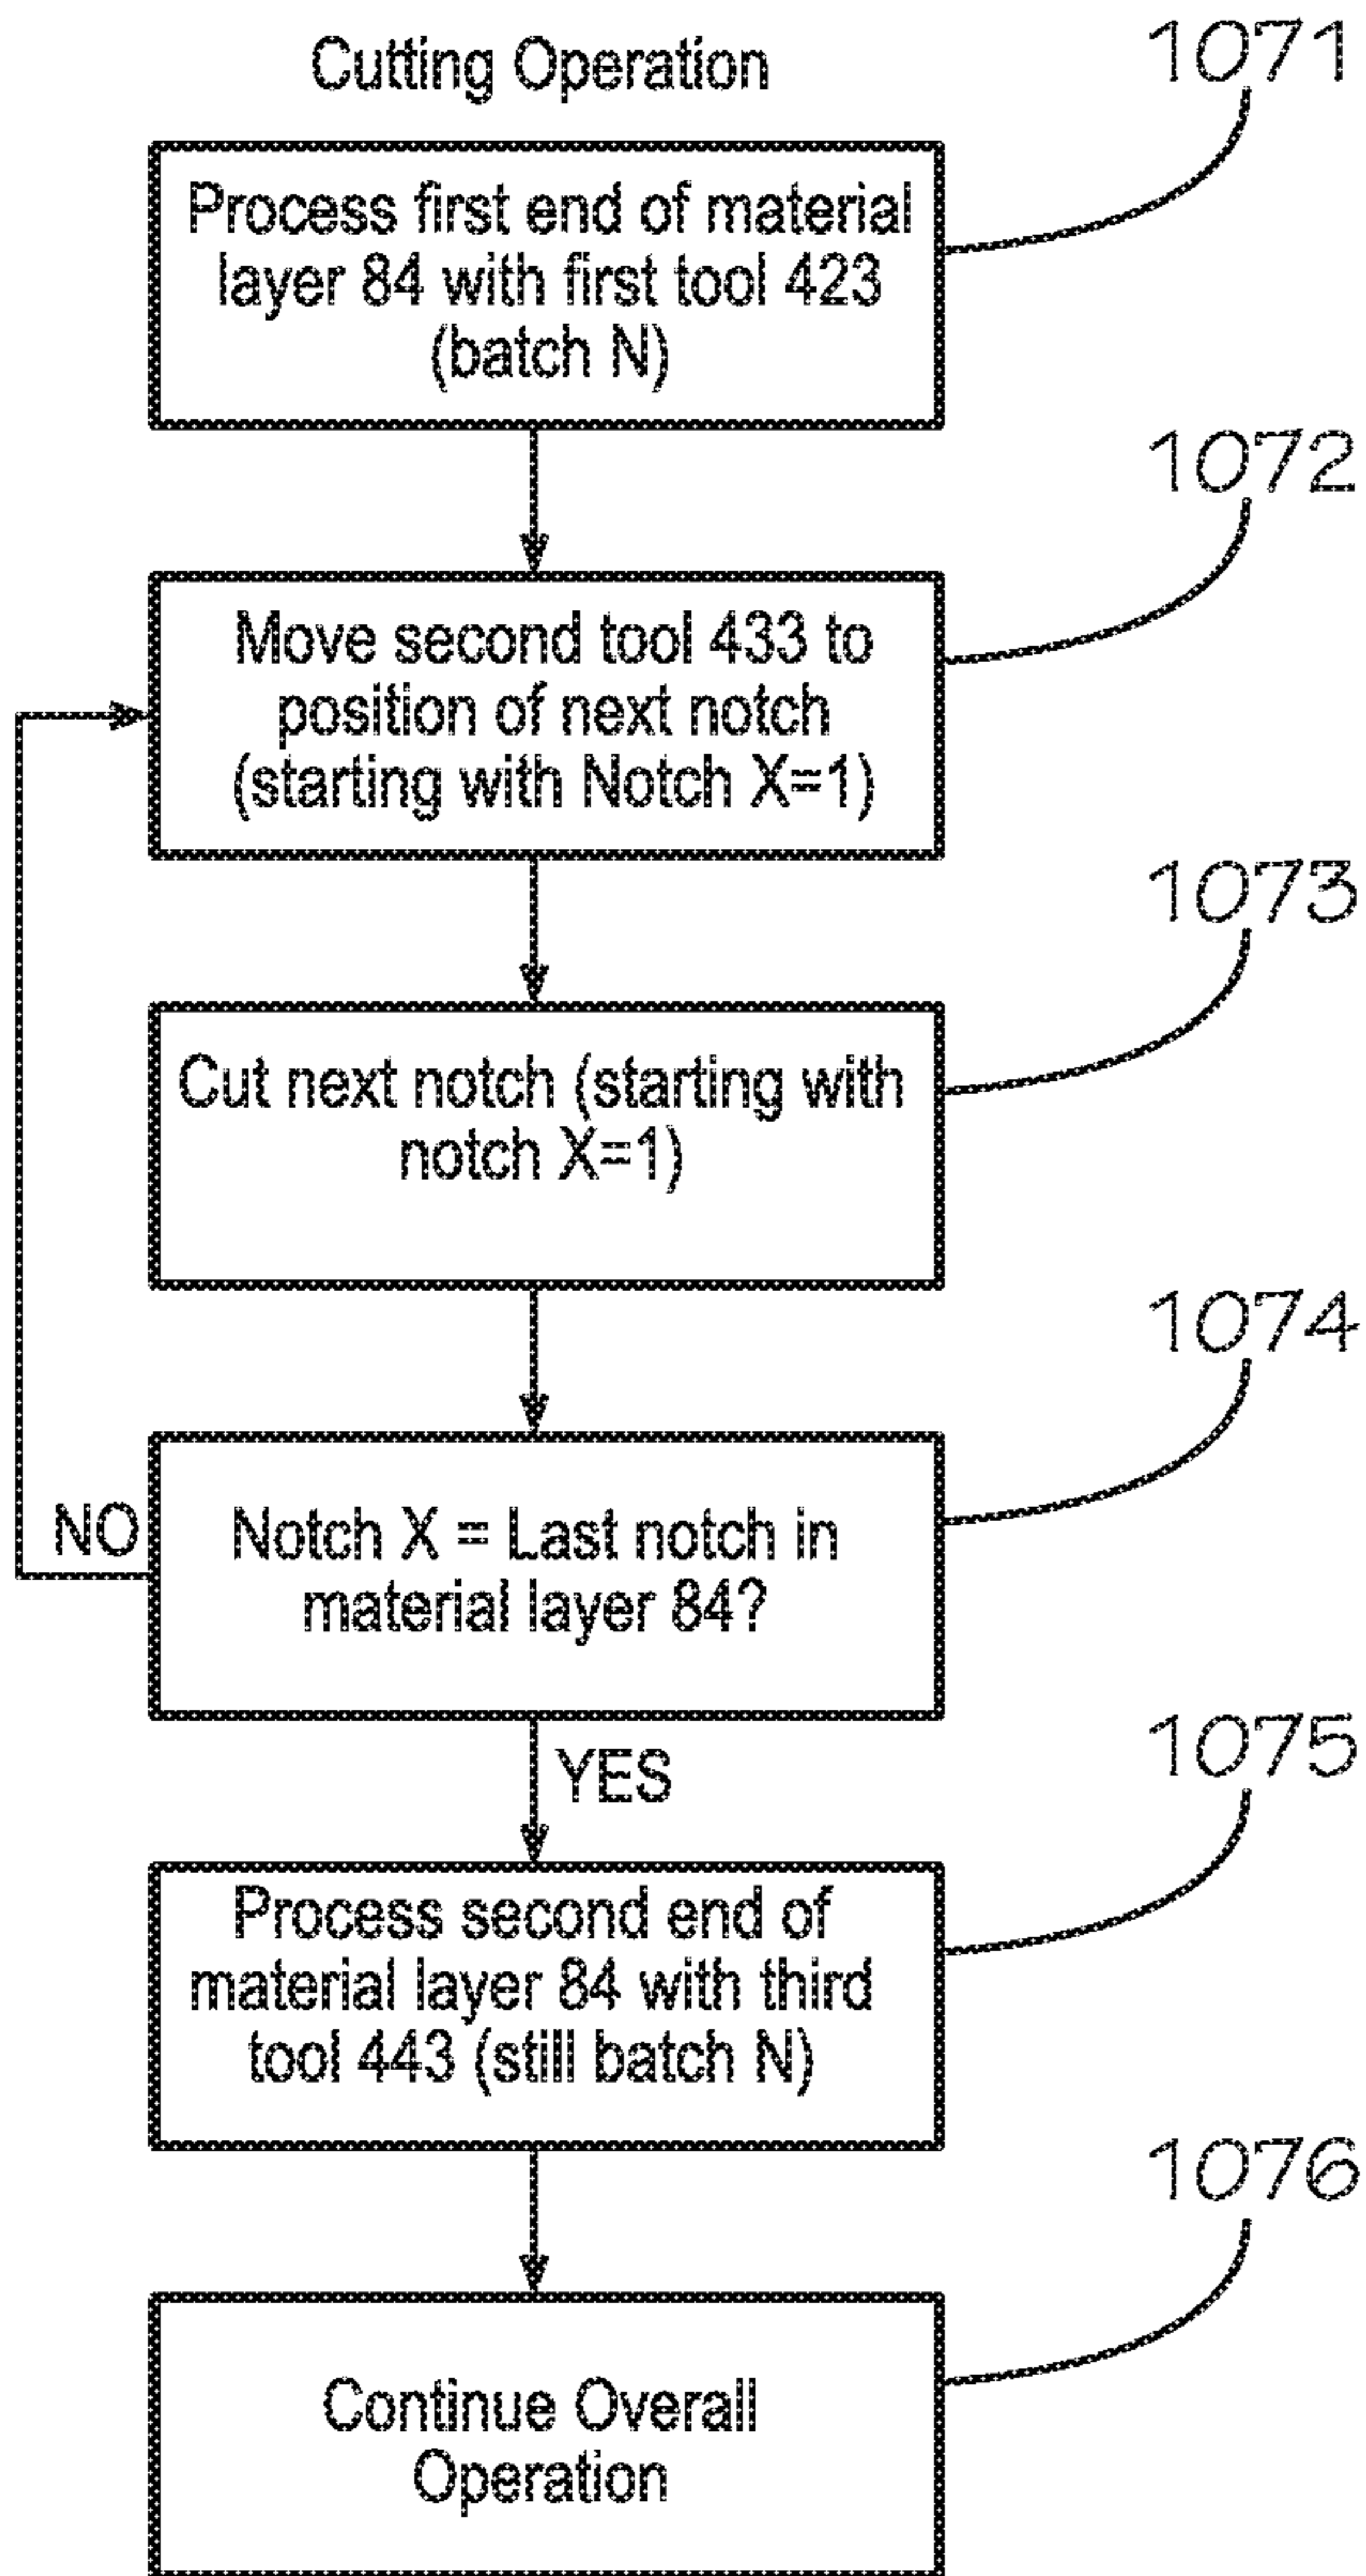 Cutting Operation
1071
Process first end of material
layer 84 with first tool 423
(batch N)
1072
Move second tool 433 to
position of next notch
(starting with Notch X=1)
1073
Cut next notch (starting with
notch X=1)
1074
NO
Notch X = Last notch in
material layer 84?
YES
1075
Process second end of
material layer 84 with third
tool 443 (still batch N)
1076
Continue Overall
Operation